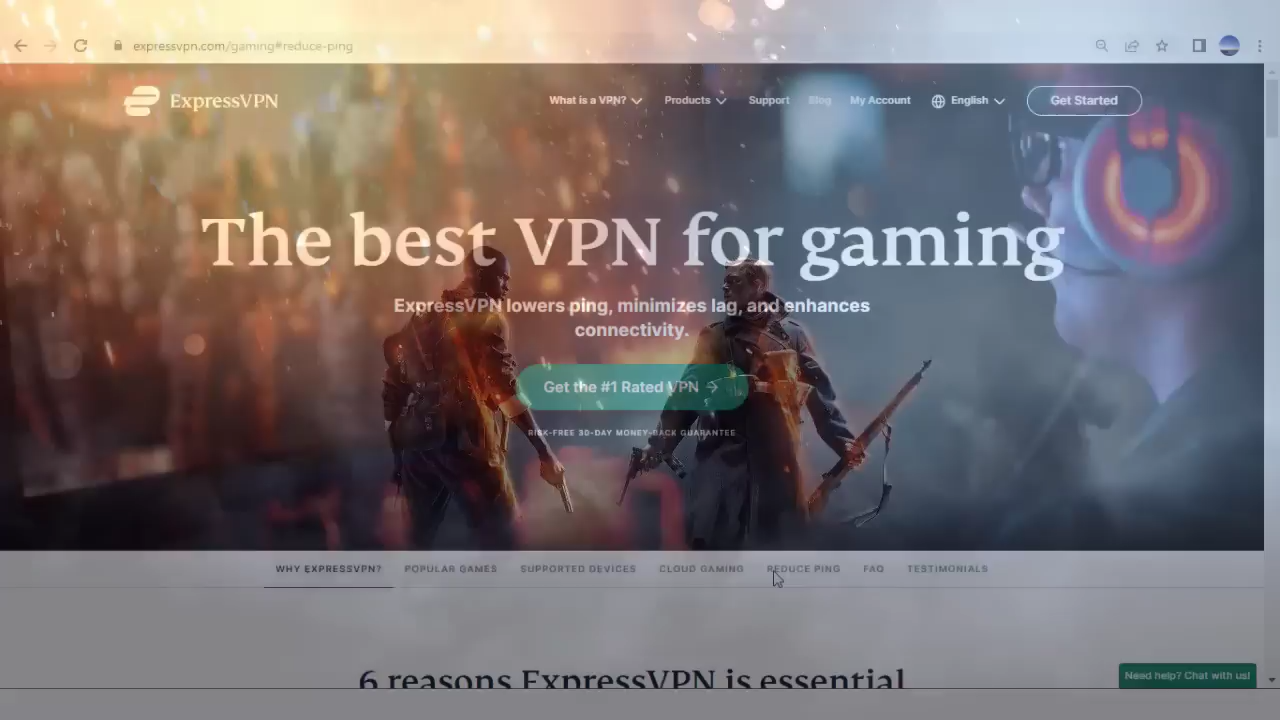 expressvpn.com/gaming#reduce-ping
ExpressVPN
What is a VPN? Products Support Blog My Account English Get Started
The best VPN for gaming
ExpressVPN lowers ping, minimizes lag, and enhances
connectivity.
Get the #1 Rated VPN →
RISK-FREE 30-DAY MONEY-BACK GUARANTEE
WHY EXPRESSVPN? POPULAR GAMES SUPPORTED DEVICES CLOUD GAMING REDUCE PING FAQ TESTIMONIALS
6 reasons ExpressVPN is essential
Need help? Chat with us!